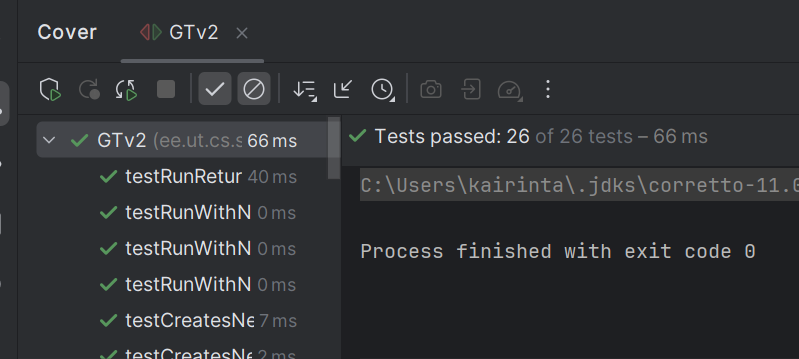 Cover GTv2
GTv2 (ee.ut.cs.s 66 ms
Tests passed: 26 of 26 tests – 66 ms
testRunRetur 40 ms
testRunWithN 0 ms
testRunWithN 0 ms
testRunWithN 0 ms
testCreatesNe 7 ms
testCreatesNe 2 ms
C:\Users\kairinta\.jdks\corretto-11.0
Process finished with exit code 0